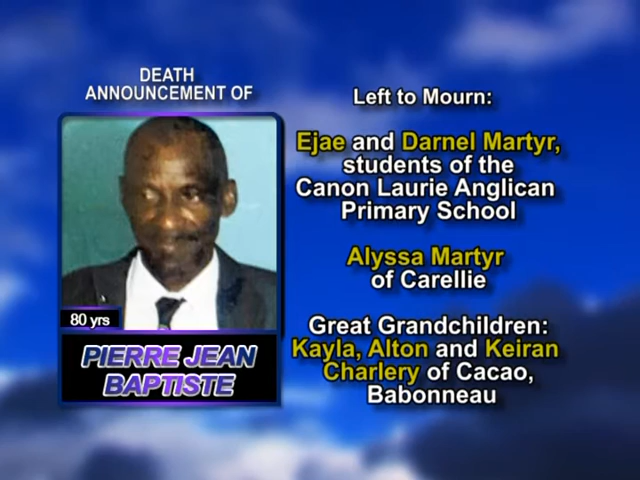 DEATH
ANNOUNCEMENT OF
80 yrs
PIERRE JEAN
BAPTISTE
Left to Mourn:
Ejae and Darnel Martyr,
students of the
Canon Laurie Anglican
Primary School
Alyssa Martyr
of Carellie
Great Grandchildren:
Kayla, Alton and Keiran
Charlery of Cacao,
Babonneau